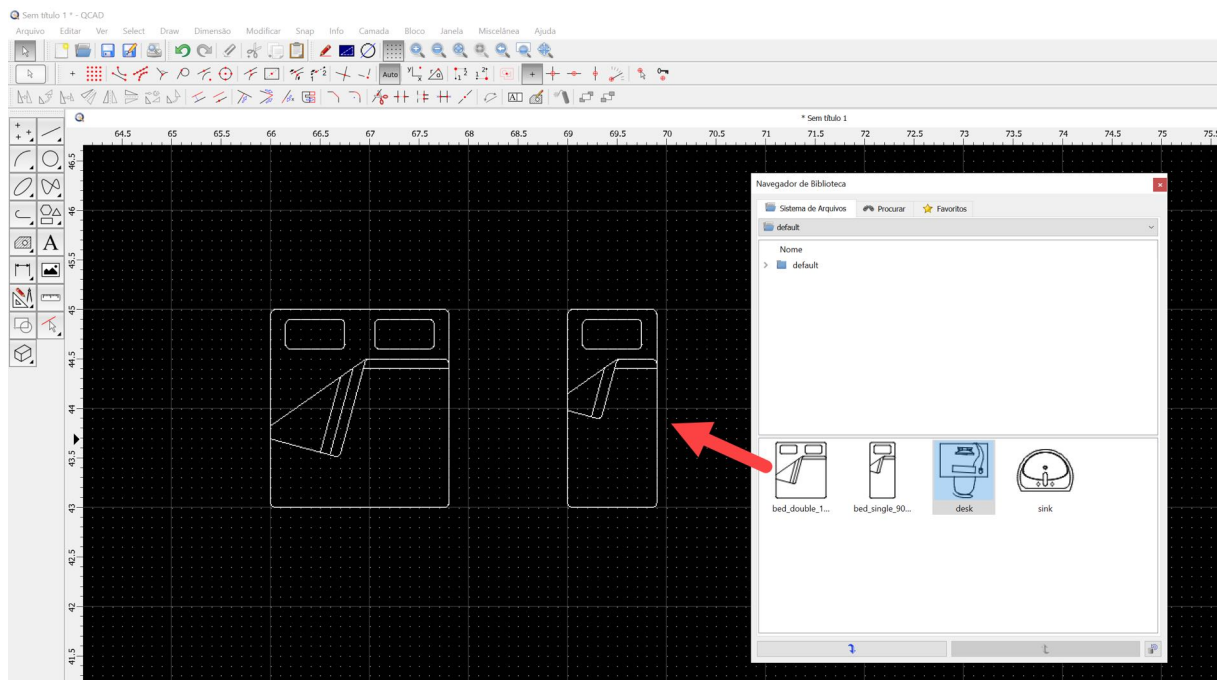 Sem título 1 * - QCAD
Arquivo Editar Ver Select Draw Dimensão Modificar Snap Info Camada Bloco Janela Miscelânea Ajuda
Auto
* Sem título 1
64.5 65 65.5 66 66.5 67 67.5 68 68.5 69 69.5 70 70.5 71 71.5 72 72.5 73 73.5 74 74.5 75 75.5
46.5
46
45.5
45
44.5
44
43.5
43
42.5
42
41.5
A
Navegador de Biblioteca
Sistema de Arquivos Procurar Favoritos
default
Nome
default
bed_double_1... bed_single_90... desk sink